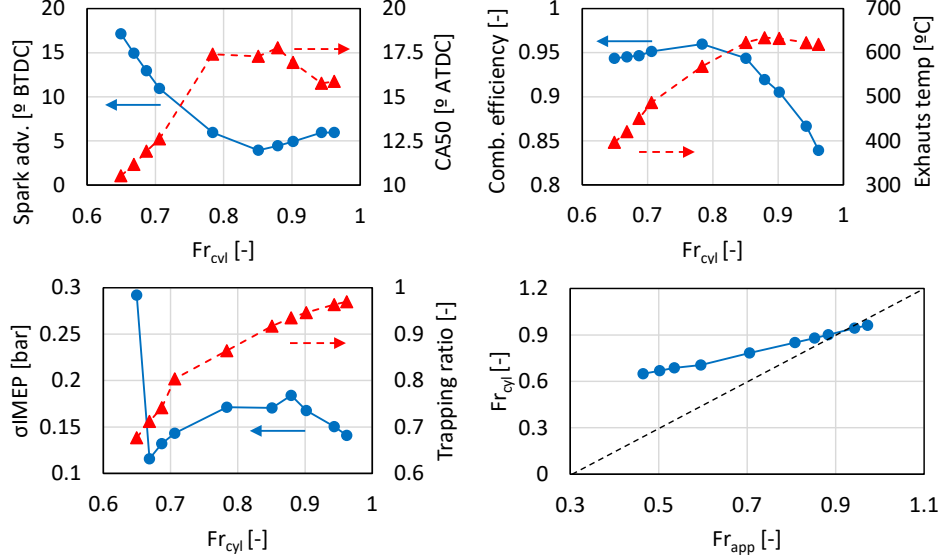 20
15
10
5
0
Spark adv. [º BTDC]
20
17.5
15
12.5
10
CA50 [º ATDC]
0.6 0.7 0.8 0.9 1
Fr_cyl [-]
1
0.95
0.9
0.85
0.8
Comb. efficiency [-]
700
600
500
400
300
Exhauts temp [ºC]
0.6 0.7 0.8 0.9 1
Fr_cyl [-]
0.3
0.25
0.2
0.15
0.1
σIMEP [bar]
1
0.9
0.8
0.7
0.6
Trapping ratio [-]
0.6 0.7 0.8 0.9 1
Fr_cyl [-]
1.2
0.9
0.6
0.3
0
Fr_cyl [-]
0.3 0.5 0.7 0.9 1.1
Fr_app [-]